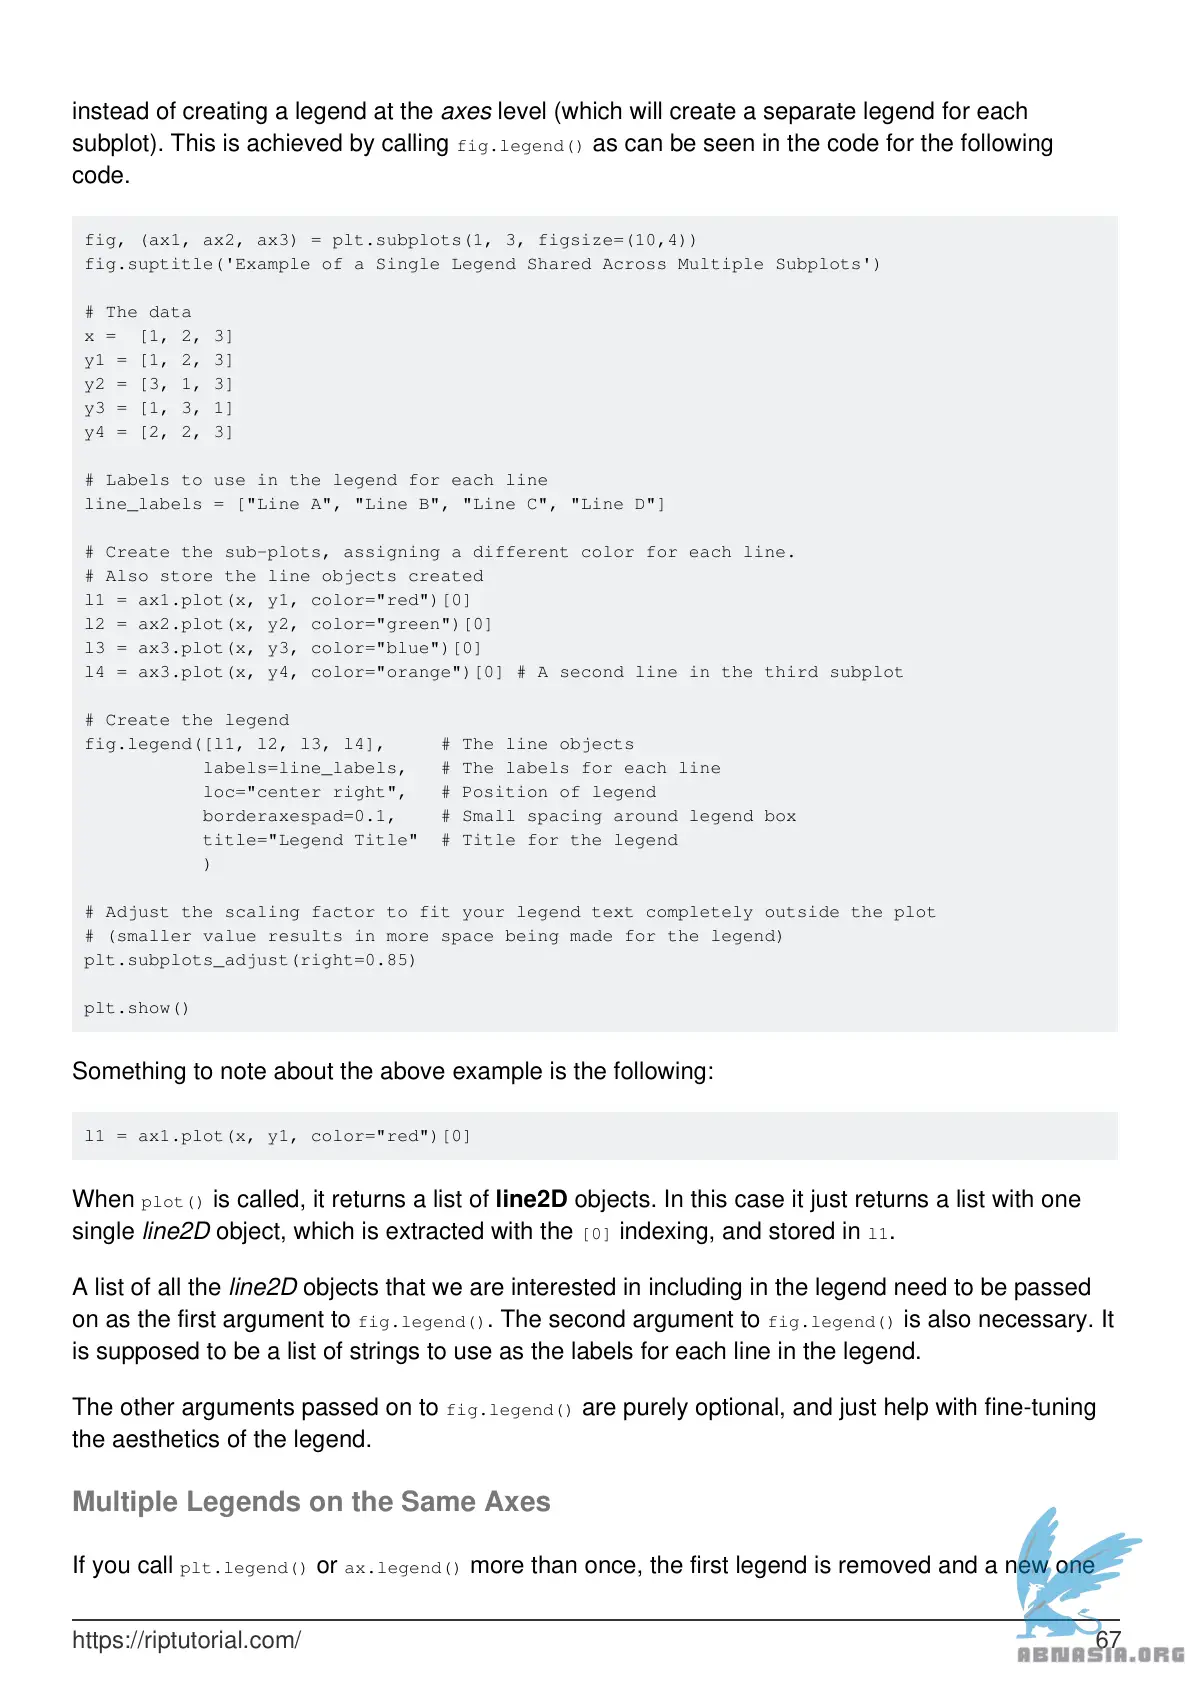 instead of creating a legend at the axes level (which will create a separate legend for each
subplot). This is achieved by calling fig.legend() as can be seen in the code for the following
code.
fig, (ax1, ax2, ax3) = plt.subplots(1, 3, figsize=(10,4))
fig.suptitle('Example of a Single Legend Shared Across Multiple Subplots')
# The data
x =  [1, 2, 3]
y1 = [1, 2, 3]
y2 = [3, 1, 3]
y3 = [1, 3, 1]
y4 = [2, 2, 3]
# Labels to use in the legend for each line
line_labels = ["Line A", "Line B", "Line C", "Line D"]
# Create the sub-plots, assigning a different color for each line.
# Also store the line objects created
l1 = ax1.plot(x, y1, color="red")[0]
l2 = ax2.plot(x, y2, color="green")[0]
l3 = ax3.plot(x, y3, color="blue")[0]
l4 = ax3.plot(x, y4, color="orange")[0] # A second line in the third subplot
# Create the legend
fig.legend([l1, l2, l3, l4],     # The line objects
           labels=line_labels,   # The labels for each line
           loc="center right",   # Position of legend
           borderaxespad=0.1,    # Small spacing around legend box
           title="Legend Title"  # Title for the legend
           )
# Adjust the scaling factor to fit your legend text completely outside the plot
# (smaller value results in more space being made for the legend)
plt.subplots_adjust(right=0.85)
plt.show()
Something to note about the above example is the following:
l1 = ax1.plot(x, y1, color="red")[0]
When plot() is called, it returns a list of line2D objects. In this case it just returns a list with one
single line2D object, which is extracted with the [0] indexing, and stored in l1.
A list of all the line2D objects that we are interested in including in the legend need to be passed
on as the first argument to fig.legend(). The second argument to fig.legend() is also necessary. It
is supposed to be a list of strings to use as the labels for each line in the legend.
The other arguments passed on to fig.legend() are purely optional, and just help with fine-tuning
the aesthetics of the legend.
Multiple Legends on the Same Axes
If you call plt.legend() or ax.legend() more than once, the first legend is removed and a new one
https://riptutorial.com/ 67
ABNASIA.ORG